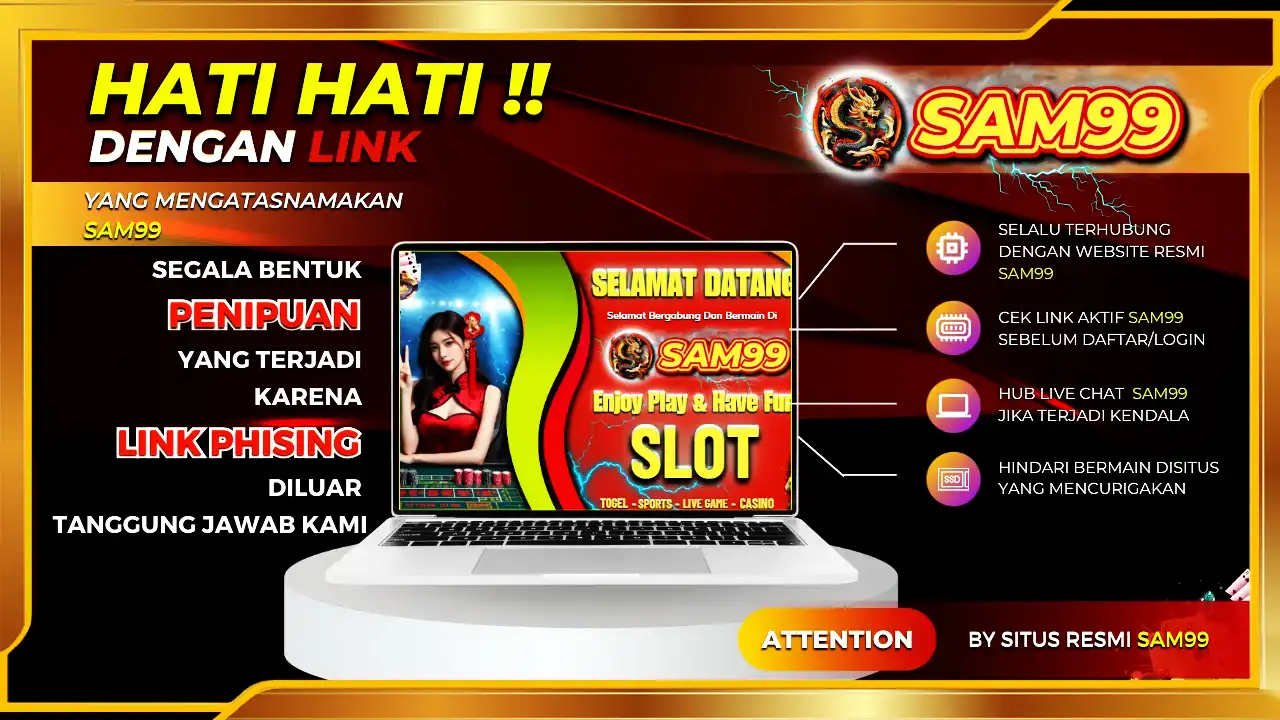 HATI HATI !!
DENGAN LINK
YANG MENGATASNAMAKAN
SAM99
SEGALA BENTUK
PENIPUAN
YANG TERJADI
KARENA
LINK PHISING
DILUAR
TANGGUNG JAWAB KAMI
SELAMAT DATANG
Selamat Bergabung Dan Bermain Di
SAM99
Enjoy Play & Have Fun
SLOT
TOGEL - SPORTS - LIVE GAME - CASINO
SAM99
SELALU TERHUBUNG
DENGAN WEBSITE RESMI
SAM99
CEK LINK AKTIF SAM99
SEBELUM DAFTAR/LOGIN
HUB LIVE CHAT SAM99
JIKA TERJADI KENDALA
SSD
HINDARI BERMAIN DISITUS
YANG MENCURIGAKAN
ATTENTION
BY SITUS RESMI SAM99